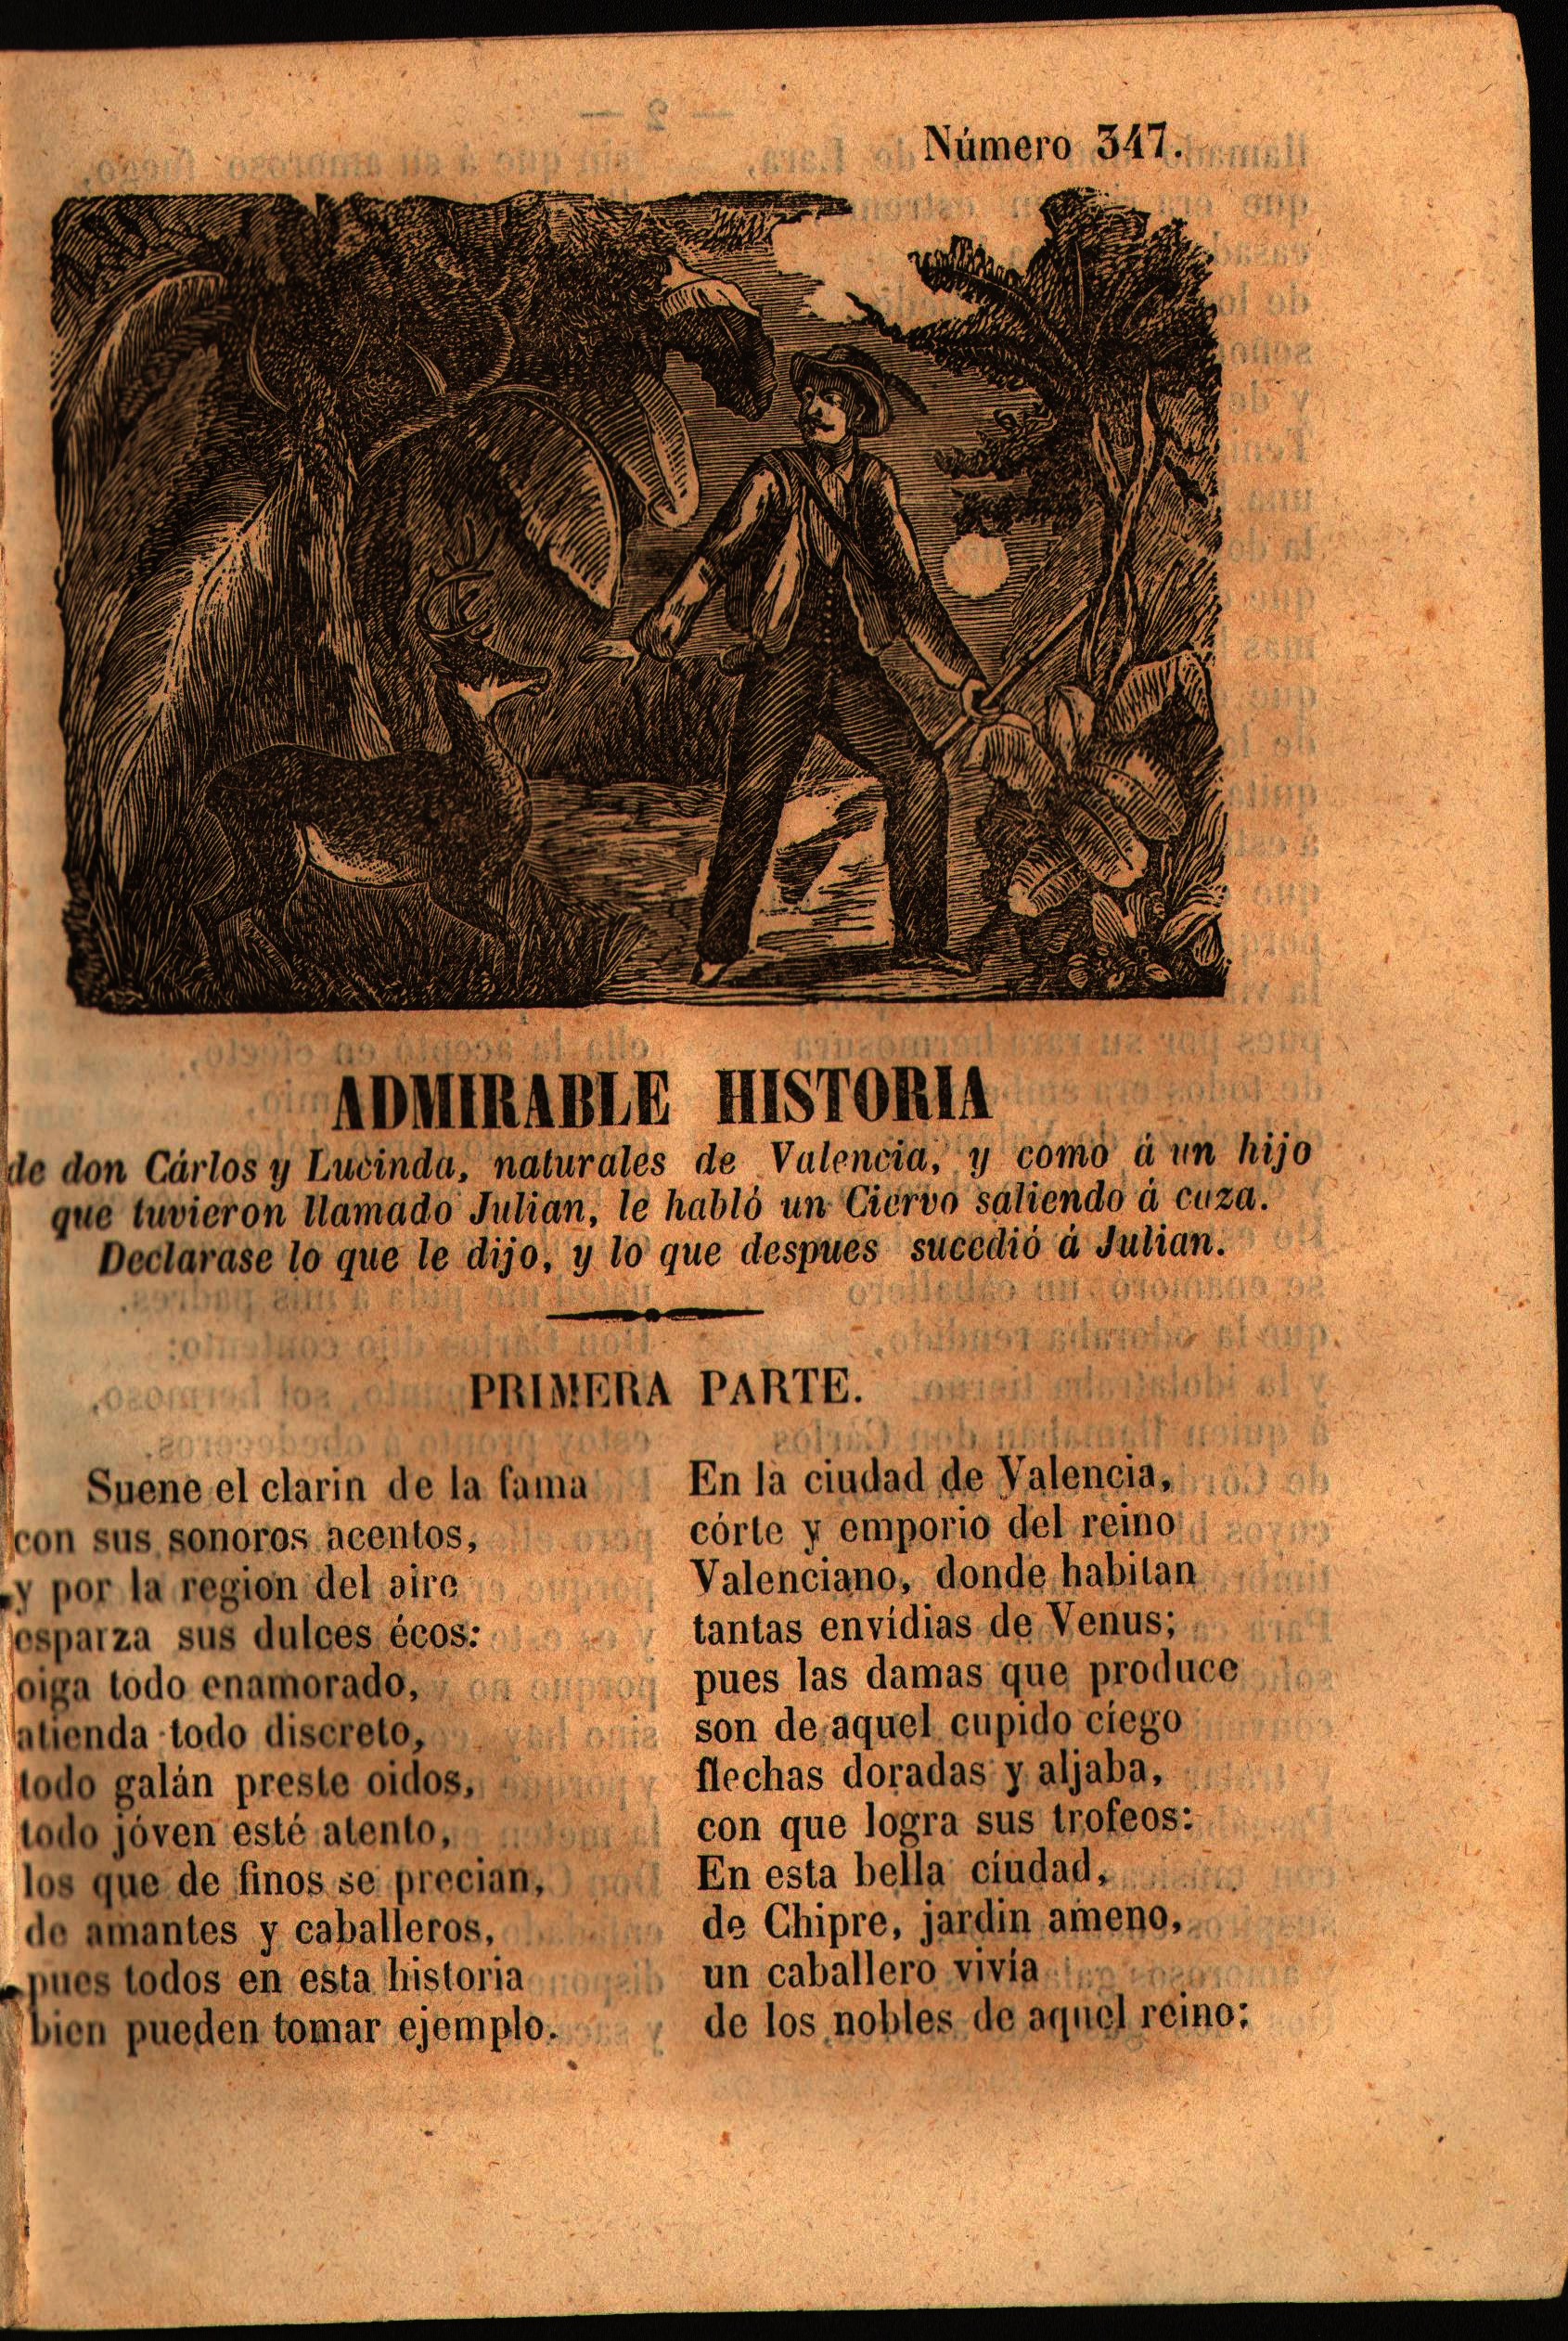 Número 347.
ADMIRABLE HISTORIA
de don Cárlos y Lucinda, naturales de Valencia, y como á un hijo
que tuvieron llamado Julian, le habló un Ciervo saliendo á caza.
Declarase lo que le dijo, y lo que despues sucedió á Julian.
PRIMERA PARTE.
Suene el clarin de la fama
con sus sonoros acentos,
y por la region del aire
esparza sus dulces écos:
oiga todo enamorado,
atienda todo discreto,
todo galán preste oidos,
todo jóven esté atento,
los que de finos se precian,
de amantes y caballeros,
pues todos en esta historia
bien pueden tomar ejemplo.
En la ciudad de Valencia,
córte y emporio del reino
Valenciano, donde habitan
tantas envídias de Venus;
pues las damas que produce
son de aquel cupido cíego
flechas doradas y aljaba,
con que logra sus trofeos:
En esta bella cíudad,
de Chipre, jardin ameno,
un caballero vivía
de los nobles de aquel reino: